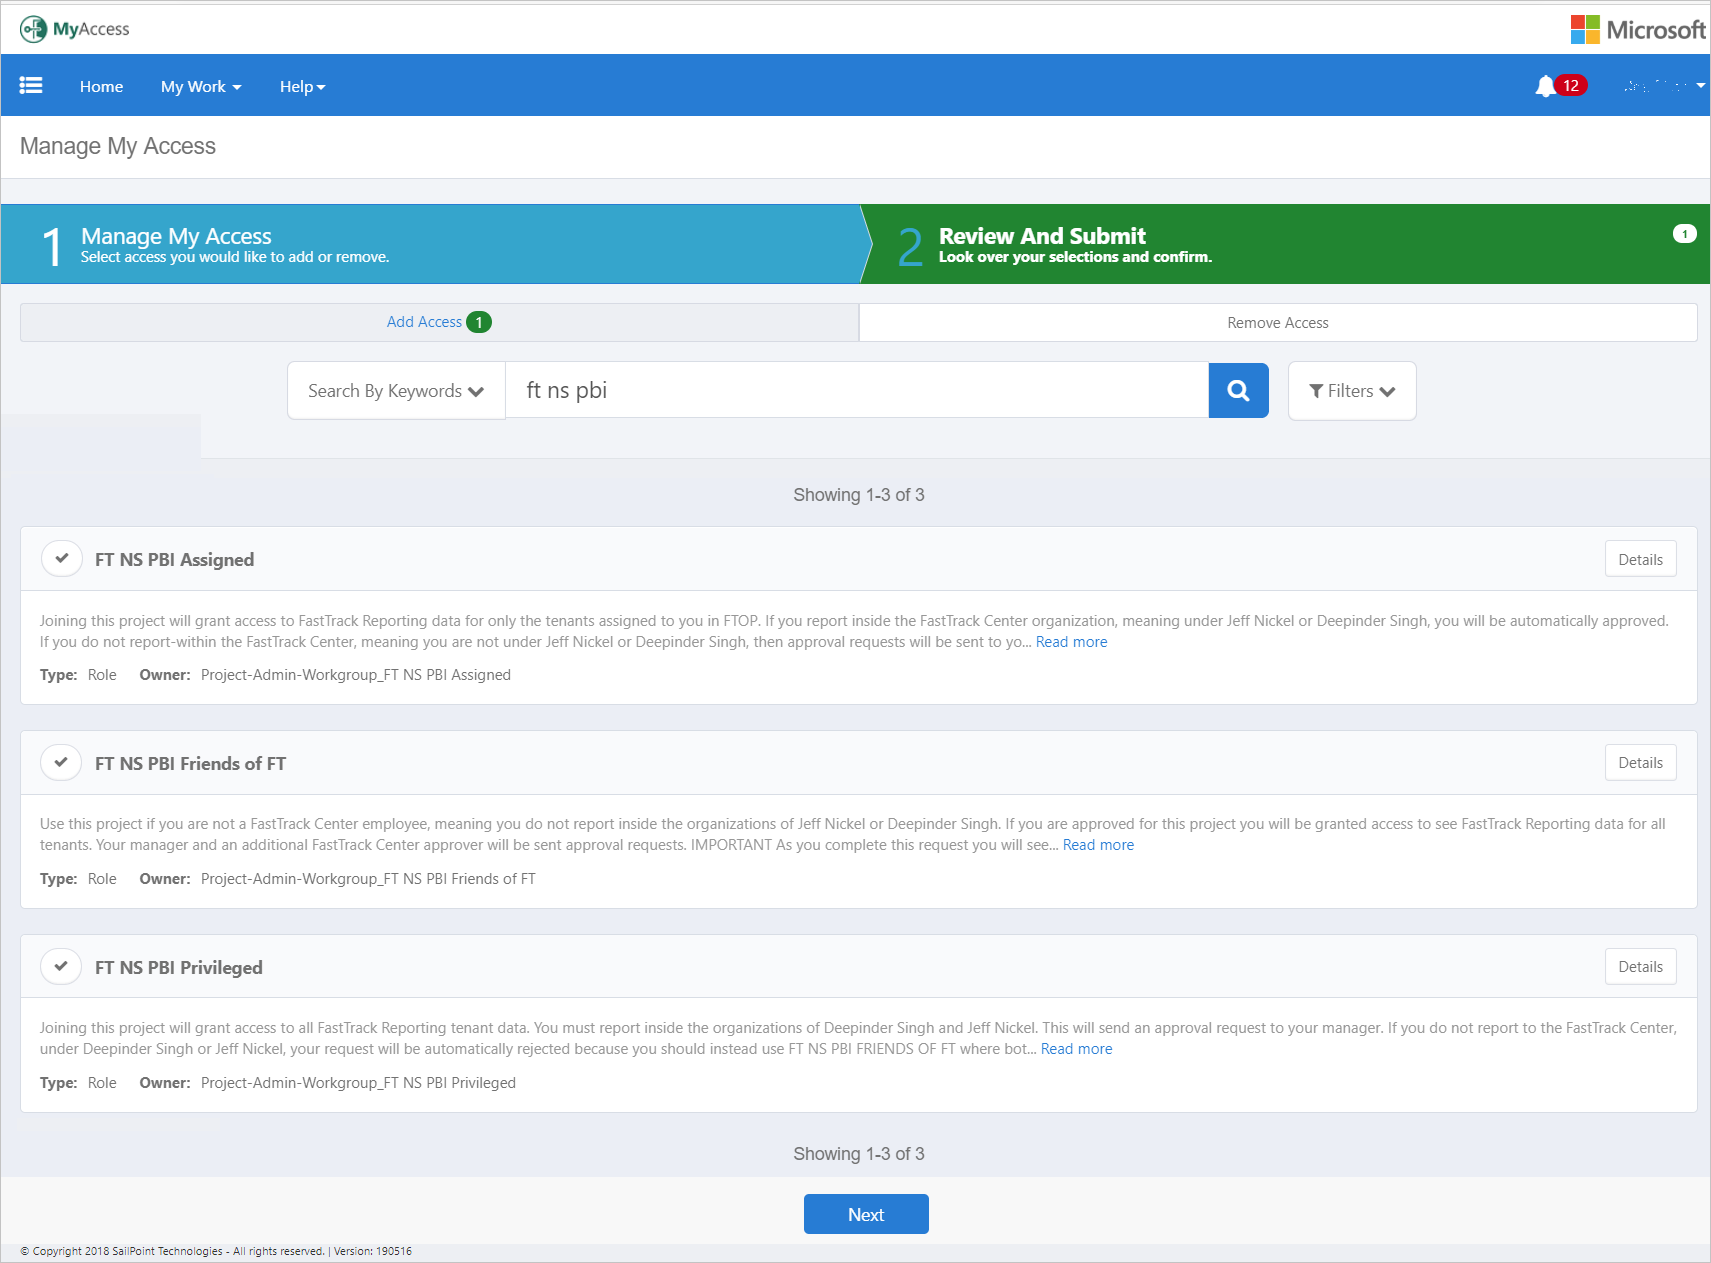 MyAccess
Microsoft
Home My Work Help 12
Manage My Access
1 Manage My Access
Select access you would like to add or remove.
2 Review And Submit 1
Look over your selections and confirm.
Add Access 1
Remove Access
Search By Keywords ft ns pbi Filters
Showing 1-3 of 3
FT NS PBI Assigned Details
Joining this project will grant access to FastTrack Reporting data for only the tenants assigned to you in FTOP. If you report inside the FastTrack Center organization, meaning under Jeff Nickel or Deepinder Singh, you will be automatically approved.
If you do not report-within the FastTrack Center, meaning you are not under Jeff Nickel or Deepinder Singh, then approval requests will be sent to yo... Read more
Type: Role Owner: Project-Admin-Workgroup_FT NS PBI Assigned
FT NS PBI Friends of FT Details
Use this project if you are not a FastTrack Center employee, meaning you do not report inside the organizations of Jeff Nickel or Deepinder Singh. If you are approved for this project you will be granted access to see FastTrack Reporting data for all
tenants. Your manager and an additional FastTrack Center approver will be sent approval requests. IMPORTANT As you complete this request you will see... Read more
Type: Role Owner: Project-Admin-Workgroup_FT NS PBI Friends of FT
FT NS PBI Privileged Details
Joining this project will grant access to all FastTrack Reporting tenant data. You must report inside the organizations of Deepinder Singh and Jeff Nickel. This will send an approval request to your manager. If you do not report to the FastTrack Center,
under Deepinder Singh or Jeff Nickel, your request will be automatically rejected because you should instead use FT NS PBI FRIENDS OF FT where bot... Read more
Type: Role Owner: Project-Admin-Workgroup_FT NS PBI Privileged
Showing 1-3 of 3
Next
© Copyright 2018 SailPoint Technologies - All rights reserved. | Version: 190516